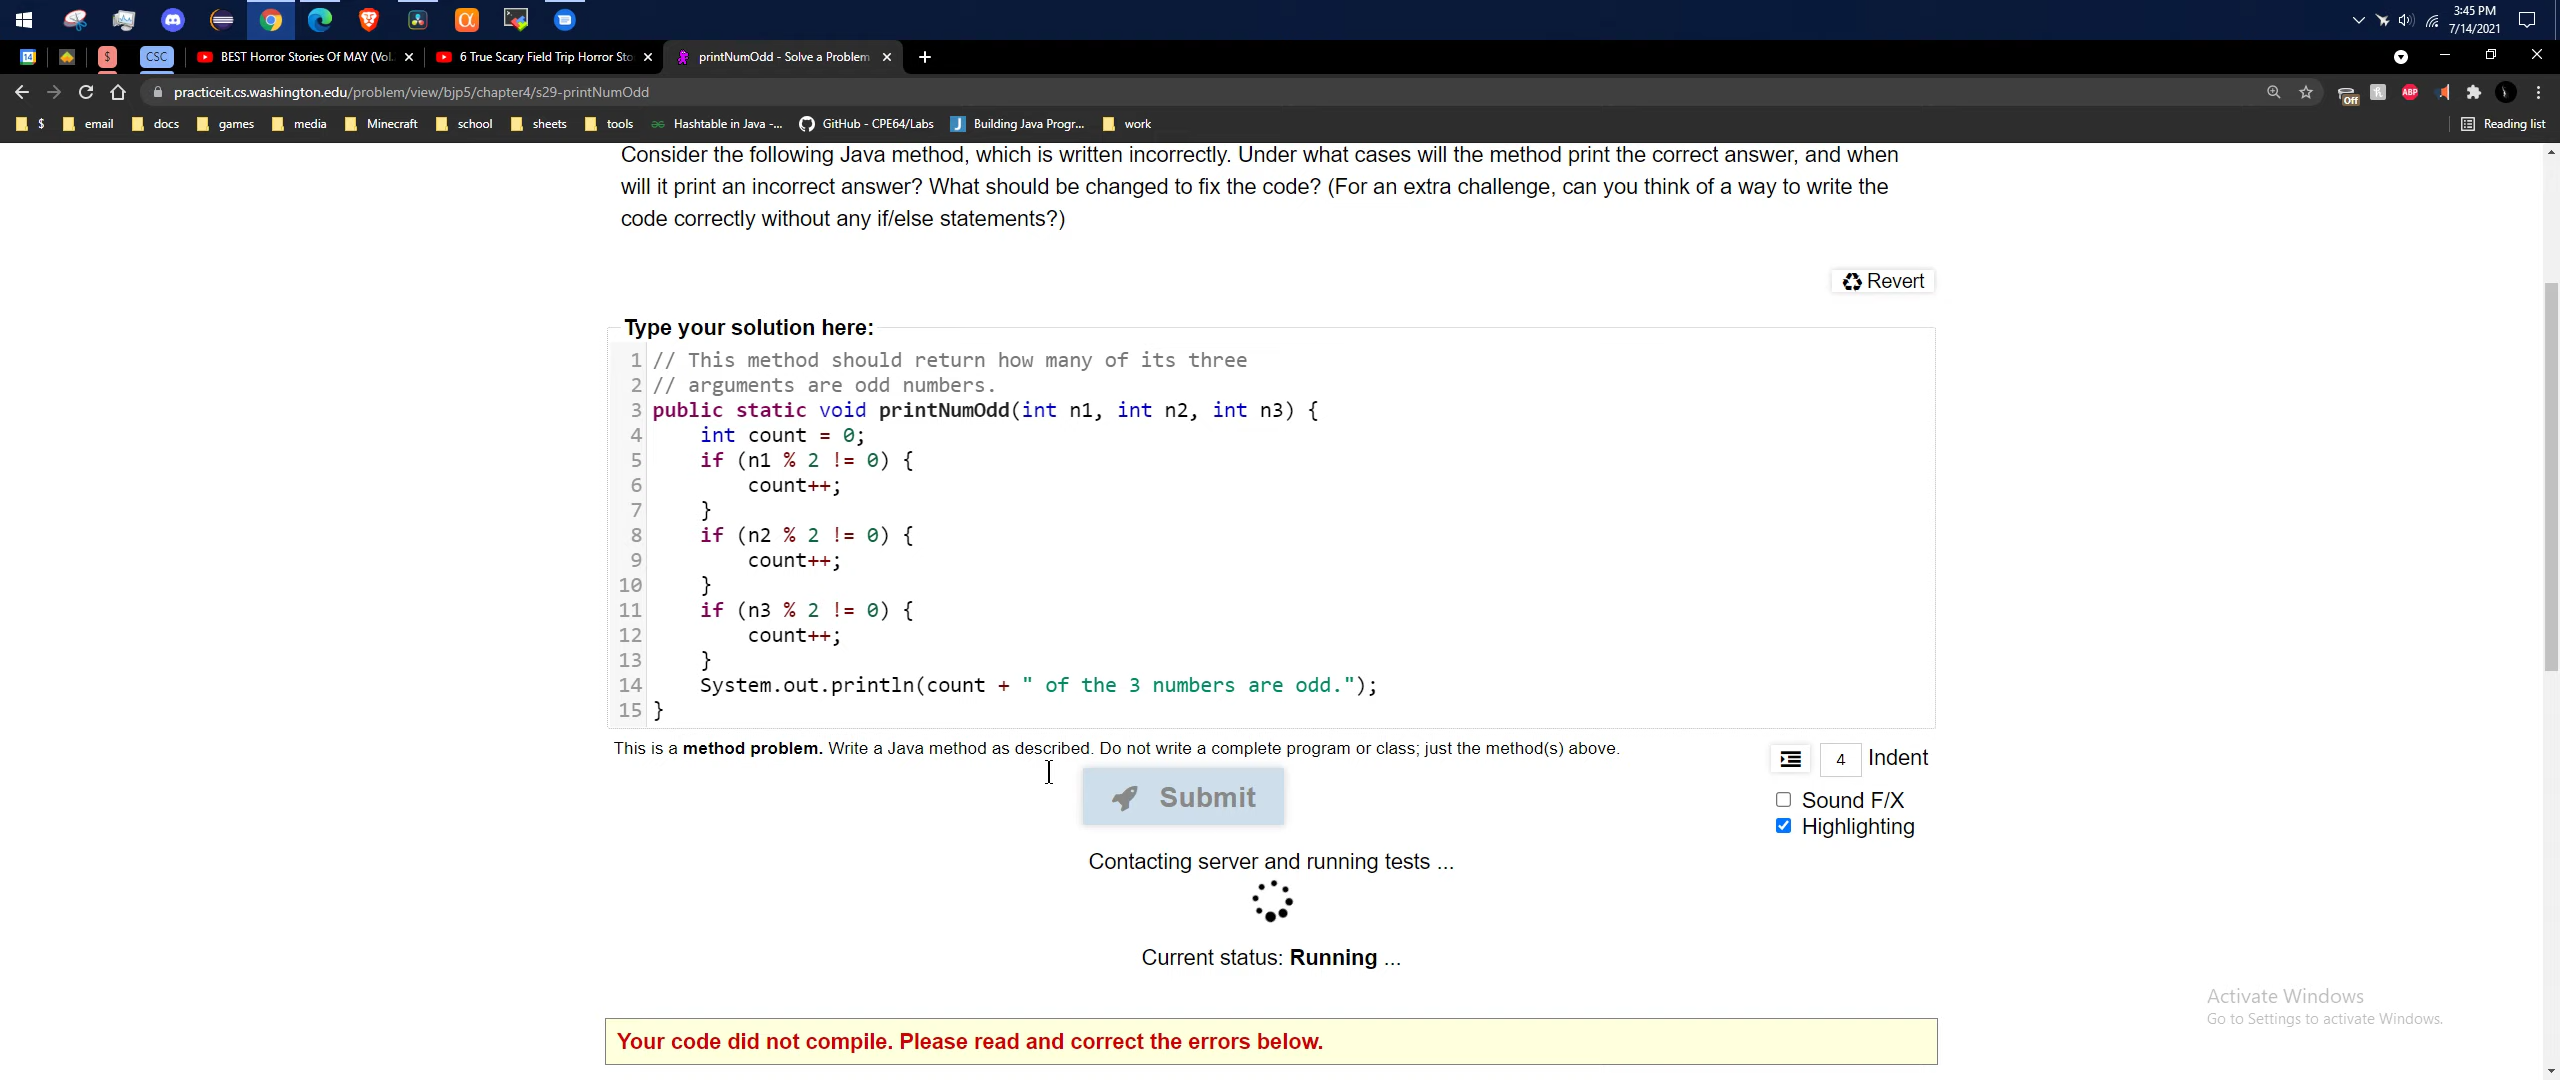 3:45 PM
7/14/2021
14
$
CSC
BEST Horror Stories Of MAY (Vol.
6 True Scary Field Trip Horror Sto
printNumOdd - Solve a Problem
practiceit.cs.washington.edu/problem/view/bjp5/chapter4/s29-printNumOdd
Off
ABP
$ email docs games media Minecraft school sheets tools Hashtable in Java -... GitHub - CPE64/Labs Building Java Progr... work Reading list
Consider the following Java method, which is written incorrectly. Under what cases will the method print the correct answer, and when
will it print an incorrect answer? What should be changed to fix the code? (For an extra challenge, can you think of a way to write the
code correctly without any if/else statements?)
Revert
Type your solution here:
1 // This method should return how many of its three
2 // arguments are odd numbers.
3 public static void printNumOdd(int n1, int n2, int n3) {
4 int count = 0;
5 if (n1 % 2 != 0) {
6 count++;
7 }
8 if (n2 % 2 != 0) {
9 count++;
10 }
11 if (n3 % 2 != 0) {
12 count++;
13 }
14 System.out.println(count + " of the 3 numbers are odd.");
15 }
This is a method problem. Write a Java method as described. Do not write a complete program or class; just the method(s) above.
4 Indent
Submit
Sound F/X
Highlighting
Contacting server and running tests ...
Current status: Running ...
Activate Windows
Go to Settings to activate Windows.
Your code did not compile. Please read and correct the errors below.